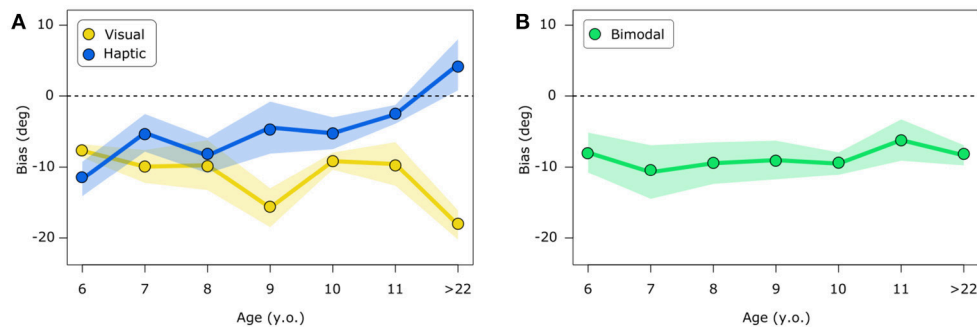 A
Visual
Haptic
10
0
-10
-20
Bias (deg)
6 7 8 9 10 11 >22
Age (y.o.)
B
Bimodal
10
0
-10
-20
Bias (deg)
6 7 8 9 10 11 >22
Age (y.o.)